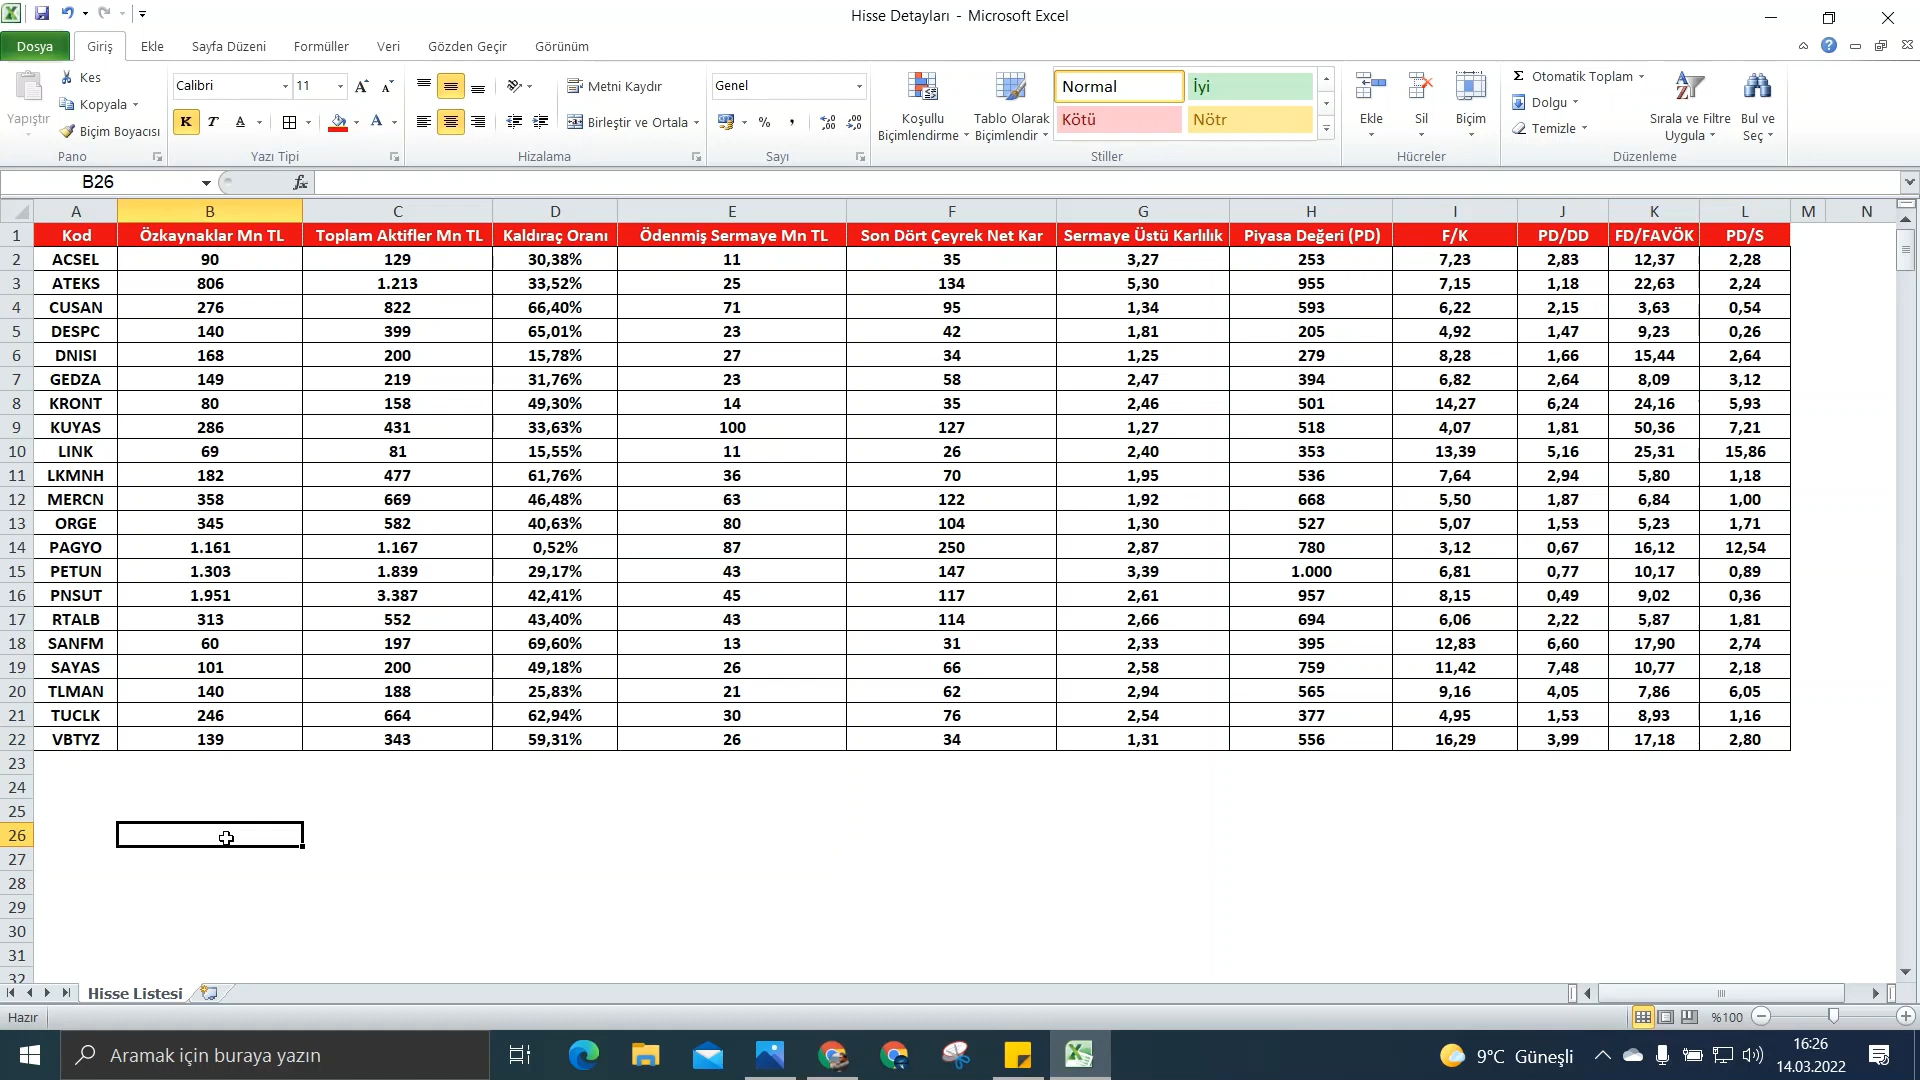 Hisse Detayları - Microsoft Excel
Dosya Giriş Ekle Sayfa Düzeni Formüller Veri Gözden Geçir Görünüm
Yapıştır
Kes
Kopyala
Biçim Boyacısı
Pano
Calibri 11
K T A
Yazı Tipi
Metni Kaydır
Birleştir ve Ortala
Hizalama
Genel
Sayı
Koşullu Biçimlendirme
Tablo Olarak Biçimlendir
Normal İyi
Kötü Nötr
Stiller
Ekle Sil Biçim
Hücreler
Σ Otomatik Toplam
Dolgu
Temizle
Sırala ve Filtre Uygula
Bul ve Seç
Düzenleme
B26 fx
A B C D E F G H I J K L M N
1 Kod Özkaynaklar Mn TL Toplam Aktifler Mn TL Kaldıraç Oranı Ödenmiş Sermaye Mn TL Son Dört Çeyrek Net Kar Sermaye Üstü Karlılık Piyasa Değeri (PD) F/K PD/DD FD/FAVÖK PD/S
2 ACSEL 90 129 30,38% 11 35 3,27 253 7,23 2,83 12,37 2,28
3 ATEKS 806 1.213 33,52% 25 134 5,30 955 7,15 1,18 22,63 2,24
4 CUSAN 276 822 66,40% 71 95 1,34 593 6,22 2,15 3,63 0,54
5 DESPC 140 399 65,01% 23 42 1,81 205 4,92 1,47 9,23 0,26
6 DNISI 168 200 15,78% 27 34 1,25 279 8,28 1,66 15,44 2,64
7 GEDZA 149 219 31,76% 23 58 2,47 394 6,82 2,64 8,09 3,12
8 KRONT 80 158 49,30% 14 35 2,46 501 14,27 6,24 24,16 5,93
9 KUYAS 286 431 33,63% 100 127 1,27 518 4,07 1,81 50,36 7,21
10 LINK 69 81 15,55% 11 26 2,40 353 13,39 5,16 25,31 15,86
11 LKMNH 182 477 61,76% 36 70 1,95 536 7,64 2,94 5,80 1,18
12 MERCN 358 669 46,48% 63 122 1,92 668 5,50 1,87 6,84 1,00
13 ORGE 345 582 40,63% 80 104 1,30 527 5,07 1,53 5,23 1,71
14 PAGYO 1.161 1.167 0,52% 87 250 2,87 780 3,12 0,67 16,12 12,54
15 PETUN 1.303 1.839 29,17% 43 147 3,39 1.000 6,81 0,77 10,17 0,89
16 PNSUT 1.951 3.387 42,41% 45 117 2,61 957 8,15 0,49 9,02 0,36
17 RTALB 313 552 43,40% 43 114 2,66 694 6,06 2,22 5,87 1,81
18 SANFM 60 197 69,60% 13 31 2,33 395 12,83 6,60 17,90 2,74
19 SAYAS 101 200 49,18% 26 66 2,58 759 11,42 7,48 10,77 2,18
20 TLMAN 140 188 25,83% 21 62 2,94 565 9,16 4,05 7,86 6,05
21 TUCLK 246 664 62,94% 30 76 2,54 377 4,95 1,53 8,93 1,16
22 VBTYZ 139 343 59,31% 26 34 1,31 556 16,29 3,99 17,18 2,80
23
24
25
26
27
28
29
30
31
32
Hisse Listesi
Hazır %100
Aramak için buraya yazın 9°C Güneşli 16:26
14.03.2022